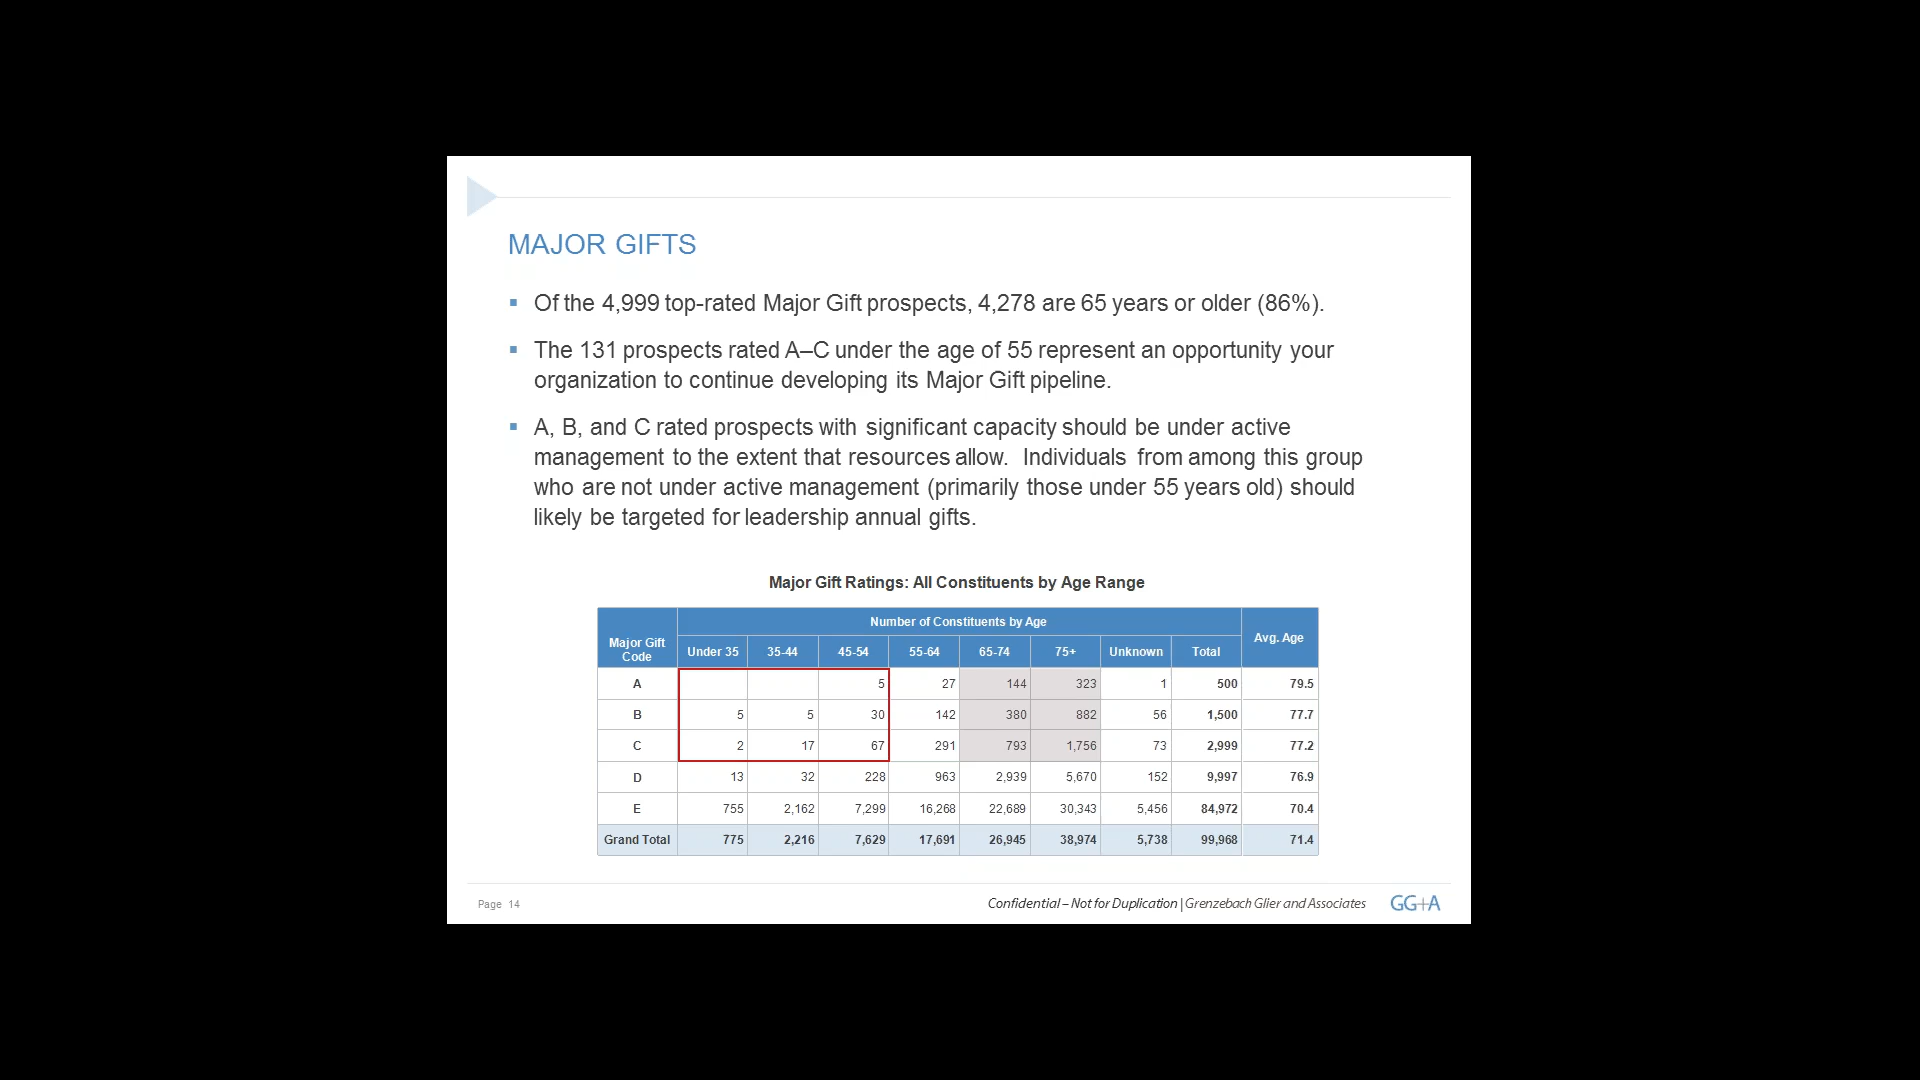 MAJOR GIFTS
▪ Of the 4,999 top-rated Major Gift prospects, 4,278 are 65 years or older (86%).
▪ The 131 prospects rated A–C under the age of 55 represent an opportunity your
organization to continue developing its Major Gift pipeline.
▪ A, B, and C rated prospects with significant capacity should be under active
management to the extent that resources allow. Individuals from among this group
who are not under active management (primarily those under 55 years old) should
likely be targeted for leadership annual gifts.
Major Gift Ratings: All Constituents by Age Range
Major Gift Code | Number of Constituents by Age | Avg. Age
Under 35 | 35-44 | 45-54 | 55-64 | 65-74 | 75+ | Unknown | Total
A | | | 5 | 27 | 144 | 323 | 1 | 500 | 79.5
B | 5 | 5 | 30 | 142 | 380 | 882 | 56 | 1,500 | 77.7
C | 2 | 17 | 67 | 291 | 793 | 1,756 | 73 | 2,999 | 77.2
D | 13 | 32 | 228 | 963 | 2,939 | 5,670 | 152 | 9,997 | 76.9
E | 755 | 2,162 | 7,299 | 16,268 | 22,689 | 30,343 | 5,456 | 84,972 | 70.4
Grand Total | 775 | 2,216 | 7,629 | 17,691 | 26,945 | 38,974 | 5,738 | 99,968 | 71.4
Page 14
Confidential – Not for Duplication | Grenzebach Glier and Associates
GG+A